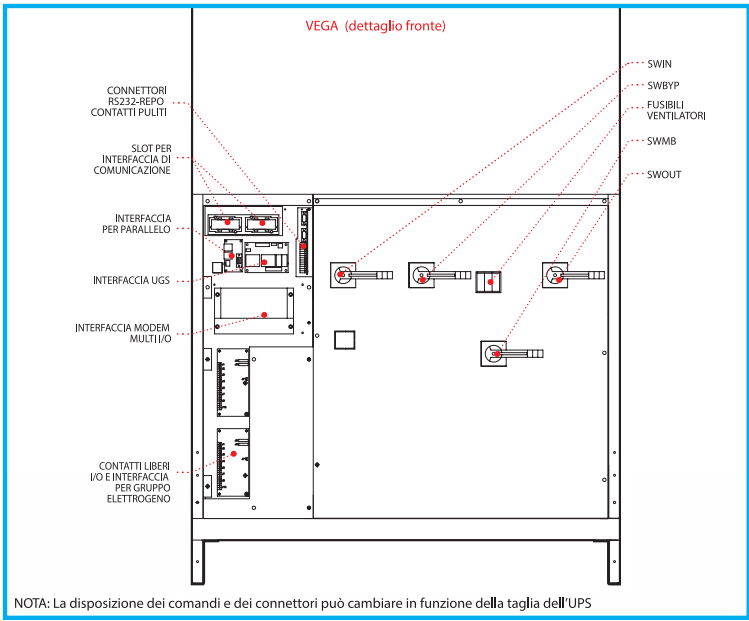 VEGA (dettaglio fronte)
CONNETTORI
RS232-REPO
CONTATTI PULITI
SLOT PER
INTERFACCIA DI
COMUNICAZIONE
INTERFACCIA
PER PARALLELO
INTERFACCIA UGS
INTERFACCIA MODEM
MULTI I/O
CONTATTI LIBERI
I/O E INTERFACCIA
PER GRUPPO
ELETTROGENO
SWIN
SWBYP
FUSIBILI
VENTILATORI
SWMB
SWOUT
NOTA: La disposizione dei comandi e dei connettori può cambiare in funzione della taglia dell'UPS